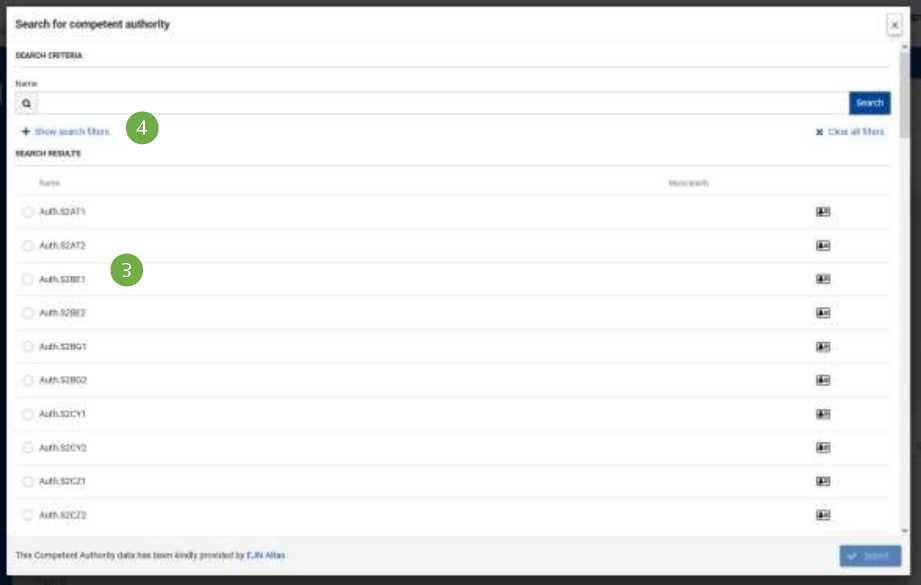 Search for competent authority
×
SEARCH CRITERIA
Name
Search
+ Show search filters
4
× Clear all filters
SEARCH RESULTS
Name Municipality
Auth.S2AT1
Auth.S2AT2
3
Auth.S2BE1
Auth.S2BE2
Auth.S2BG1
Auth.S2BG2
Auth.S2CY1
Auth.S2CY2
Auth.S2CZ1
Auth.S2CZ2
This Competent Authority data has been kindly provided by EJN Atlas